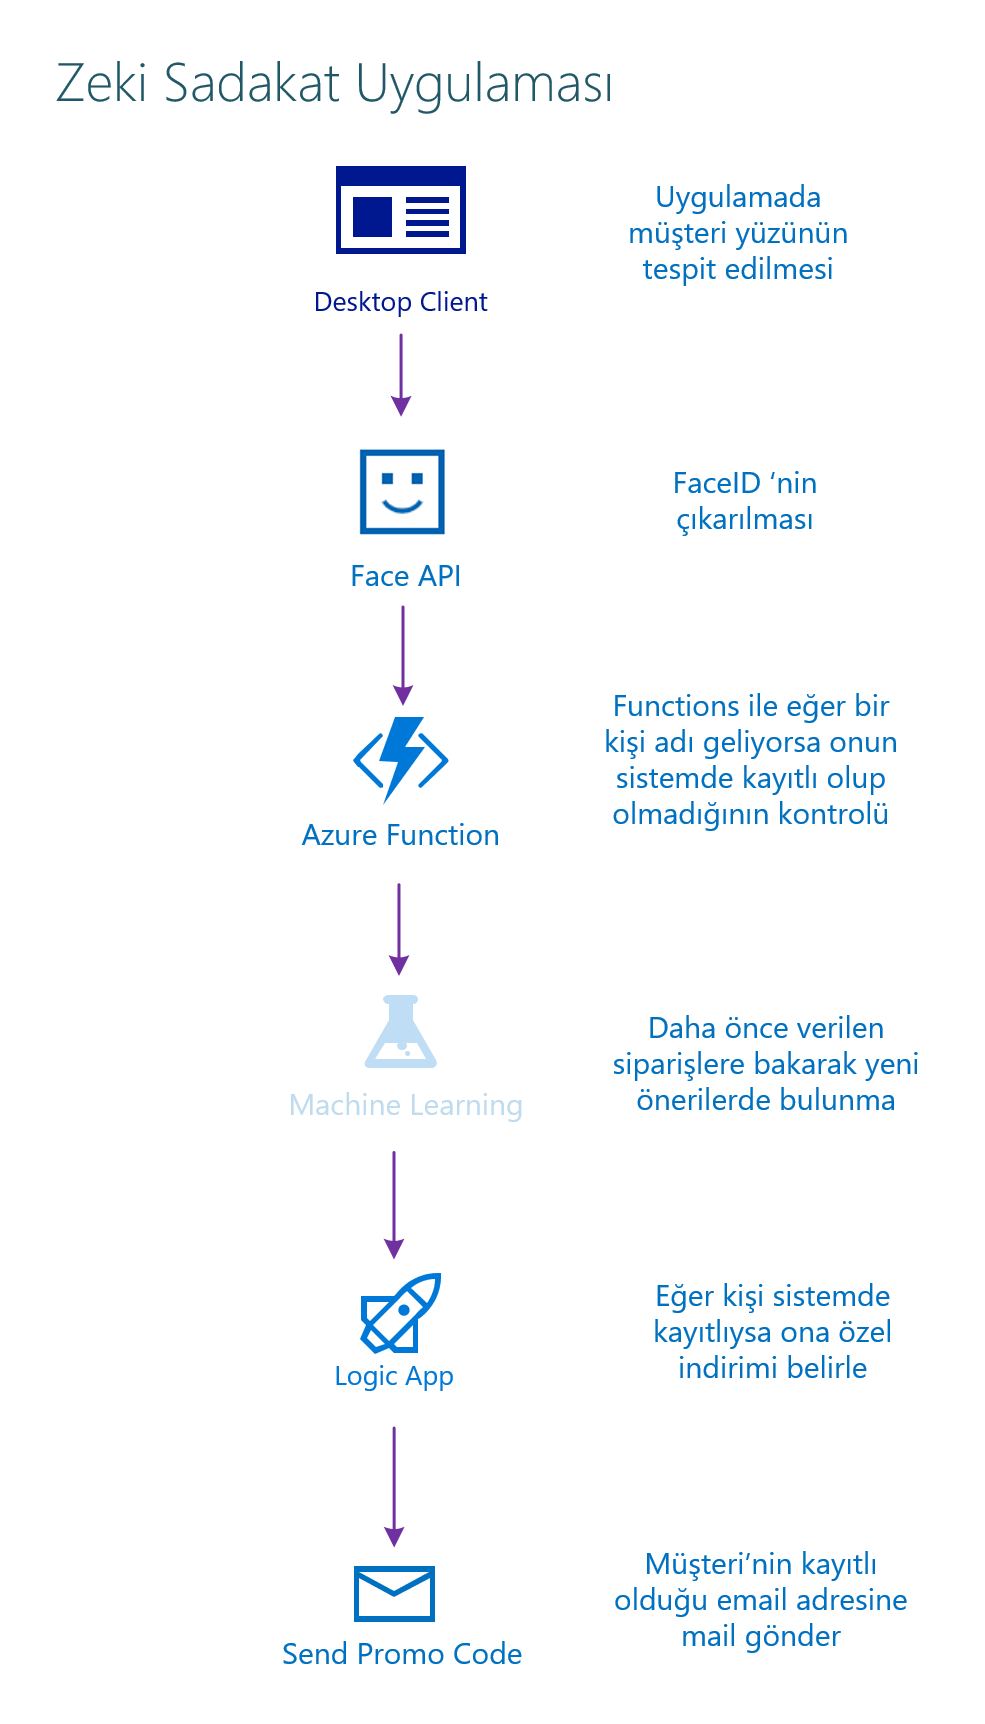 Zeki Sadakat Uygulaması
Desktop Client
Uygulamada
müşteri yüzünün
tespit edilmesi
Face API
FaceID ‘nin
çıkarılması
Azure Function
Functions ile eğer bir
kişi adı geliyorsa onun
sistemde kayıtlı olup
olmadığının kontrolü
Machine Learning
Daha önce verilen
siparişlere bakarak yeni
önerilerde bulunma
Logic App
Eğer kişi sistemde
kayıtlıysa ona özel
indirimi belirle
Send Promo Code
Müşteri’nin kayıtlı
olduğu email adresine
mail gönder